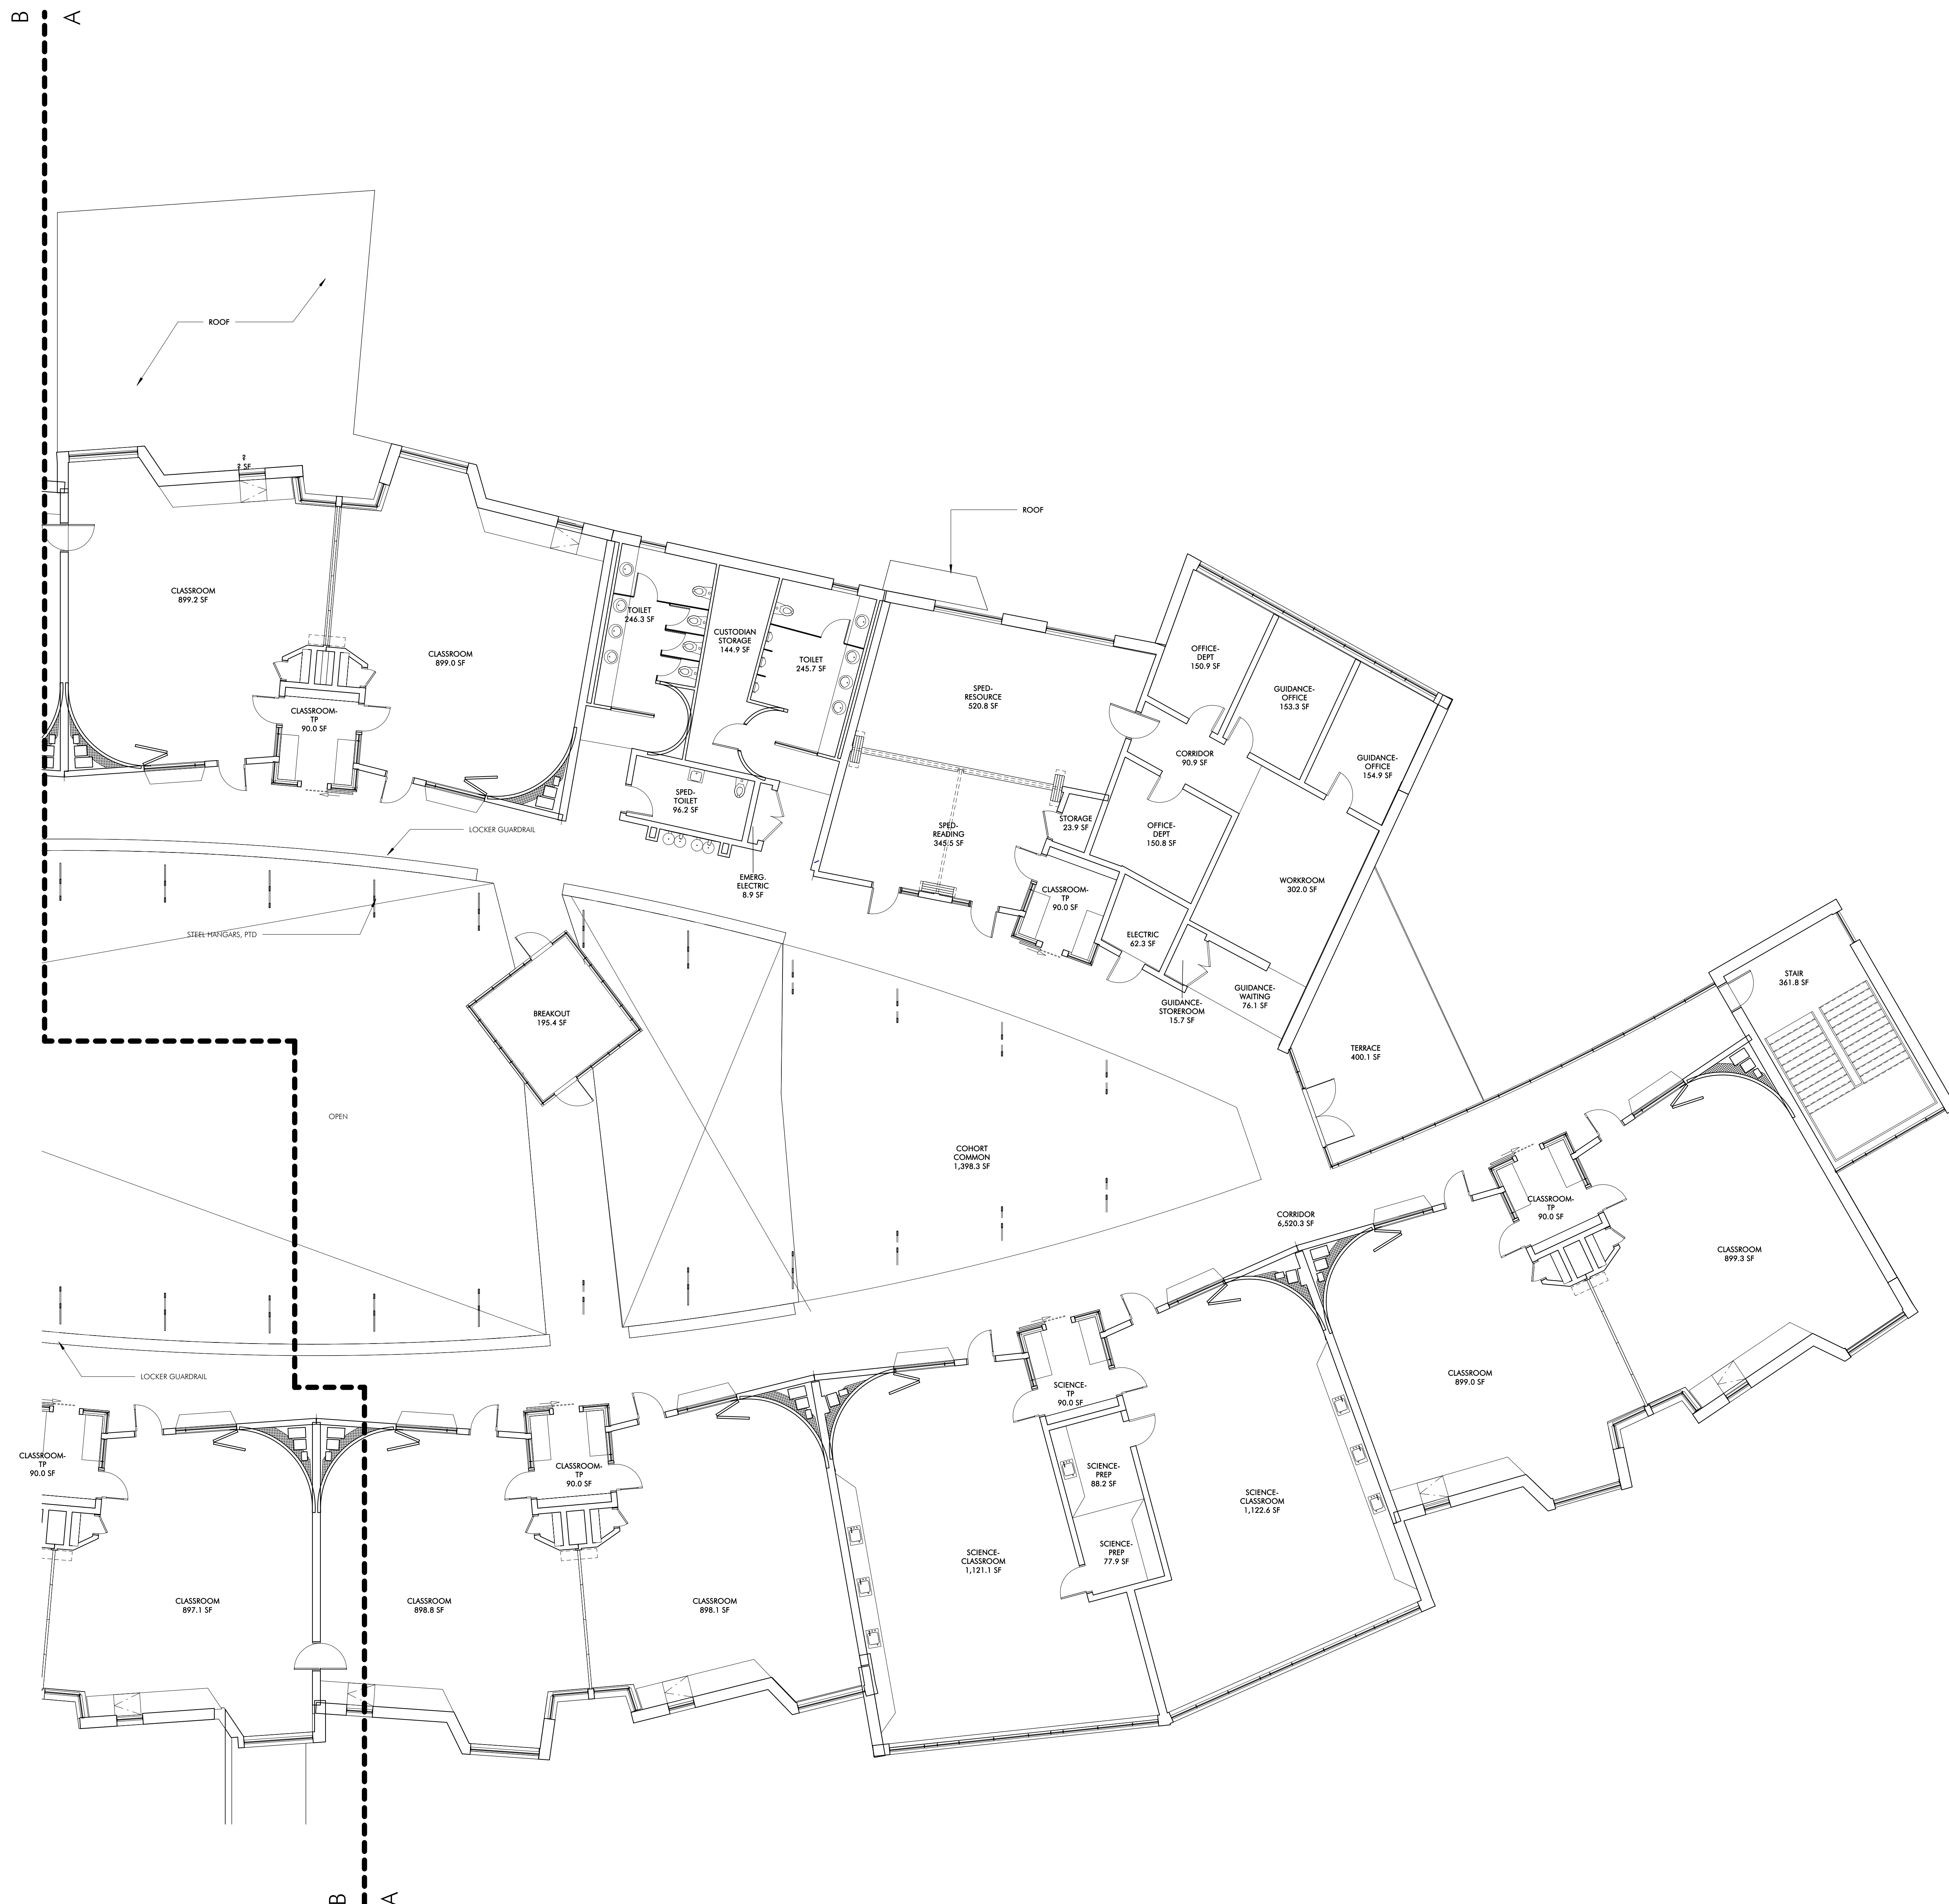 B
A
ROOF
ROOF
?
? SF
CLASSROOM
899.2 SF
CLASSROOM
899.0 SF
CLASSROOM-
TP
90.0 SF
TOILET
246.3 SF
CUSTODIAN
STORAGE
144.9 SF
TOILET
245.7 SF
SPED-
RESOURCE
520.8 SF
OFFICE-
DEPT
150.9 SF
GUIDANCE-
OFFICE
153.3 SF
GUIDANCE-
OFFICE
154.9 SF
CORRIDOR
90.9 SF
SPED-
TOILET
96.2 SF
SPED-
READING
345.5 SF
STORAGE
23.9 SF
OFFICE-
DEPT
150.8 SF
WORKROOM
302.0 SF
LOCKER GUARDRAIL
EMERG.
ELECTRIC
8.9 SF
CLASSROOM-
TP
90.0 SF
ELECTRIC
62.3 SF
STEEL HANGARS, PTD
GUIDANCE-
STOREROOM
15.7 SF
GUIDANCE-
WAITING
76.1 SF
STAIR
361.8 SF
BREAKOUT
195.4 SF
TERRACE
400.1 SF
OPEN
COHORT
COMMON
1,398.3 SF
CORRIDOR
6,520.3 SF
CLASSROOM-
TP
90.0 SF
CLASSROOM
899.3 SF
LOCKER GUARDRAIL
SCIENCE-
TP
90.0 SF
CLASSROOM
899.0 SF
CLASSROOM-
TP
90.0 SF
CLASSROOM-
TP
90.0 SF
SCIENCE-
PREP
88.2 SF
SCIENCE-
CLASSROOM
1,122.6 SF
SCIENCE-
CLASSROOM
1,121.1 SF
SCIENCE-
PREP
77.9 SF
CLASSROOM
897.1 SF
CLASSROOM
898.8 SF
CLASSROOM
898.1 SF
B
A